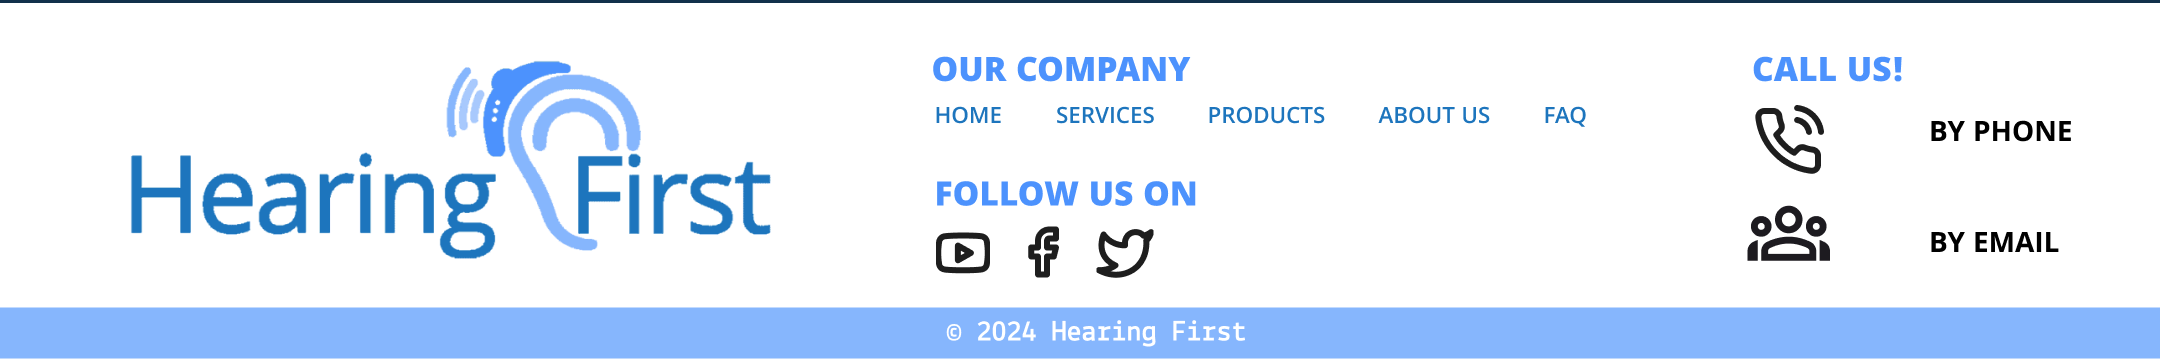 Hearing First
OUR COMPANY
HOME SERVICES PRODUCTS ABOUT US FAQ
FOLLOW US ON
CALL US!
BY PHONE
BY EMAIL
© 2024 Hearing First